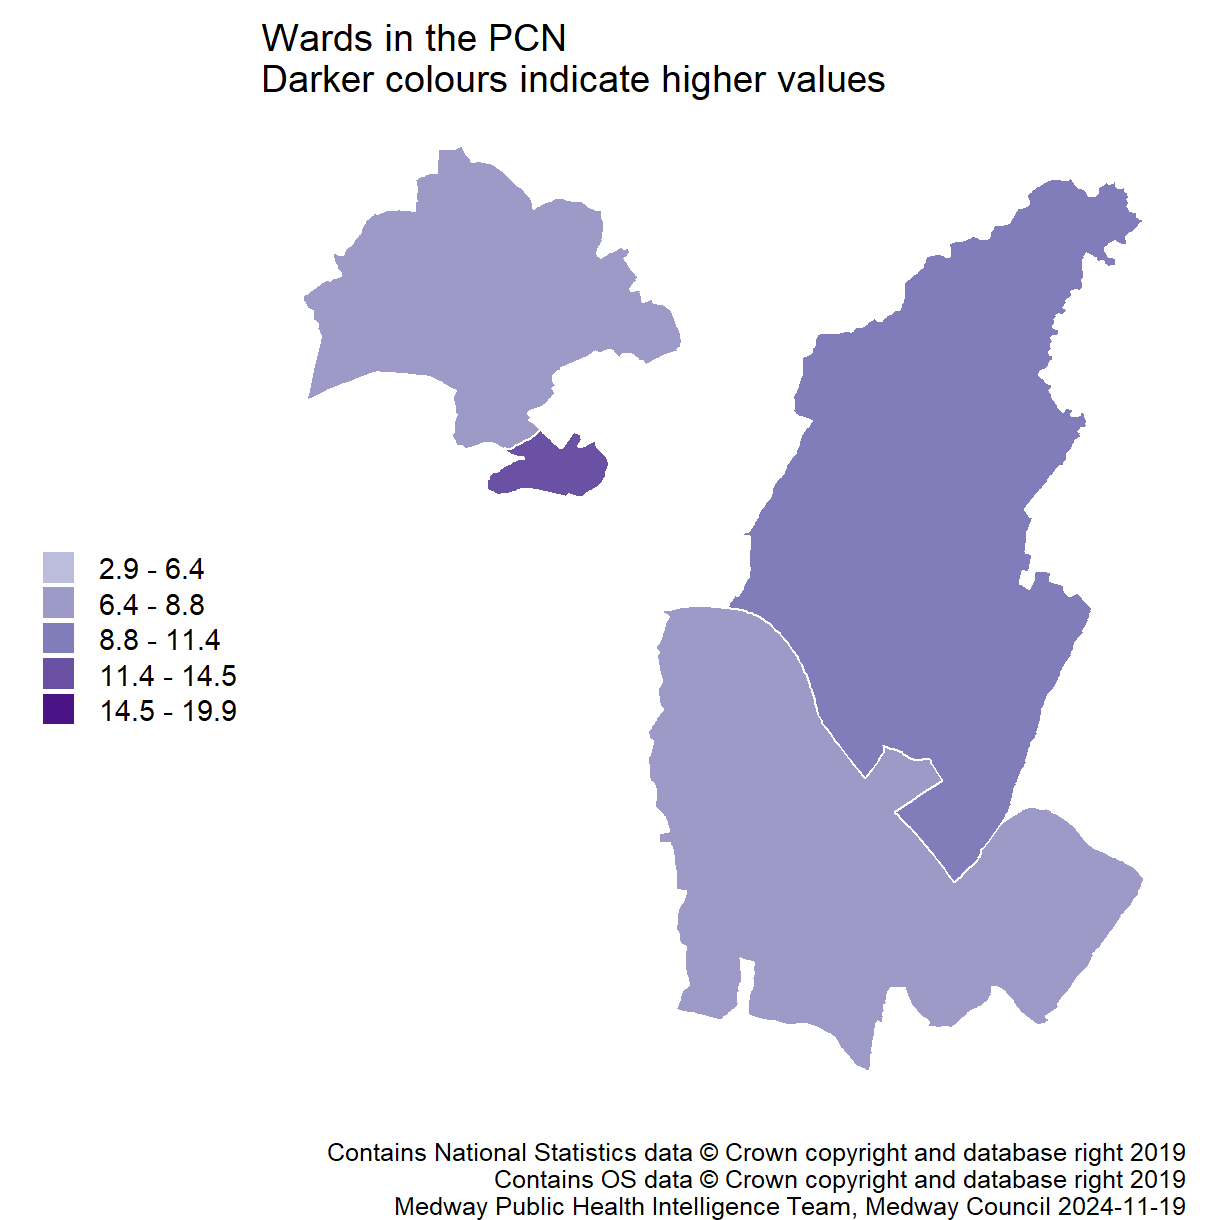 Wards in the PCN
Darker colours indicate higher values
2.9 - 6.4
6.4 - 8.8
8.8 - 11.4
11.4 - 14.5
14.5 - 19.9
Contains National Statistics data © Crown copyright and database right 2019
Contains OS data © Crown copyright and database right 2019
Medway Public Health Intelligence Team, Medway Council 2024-11-19